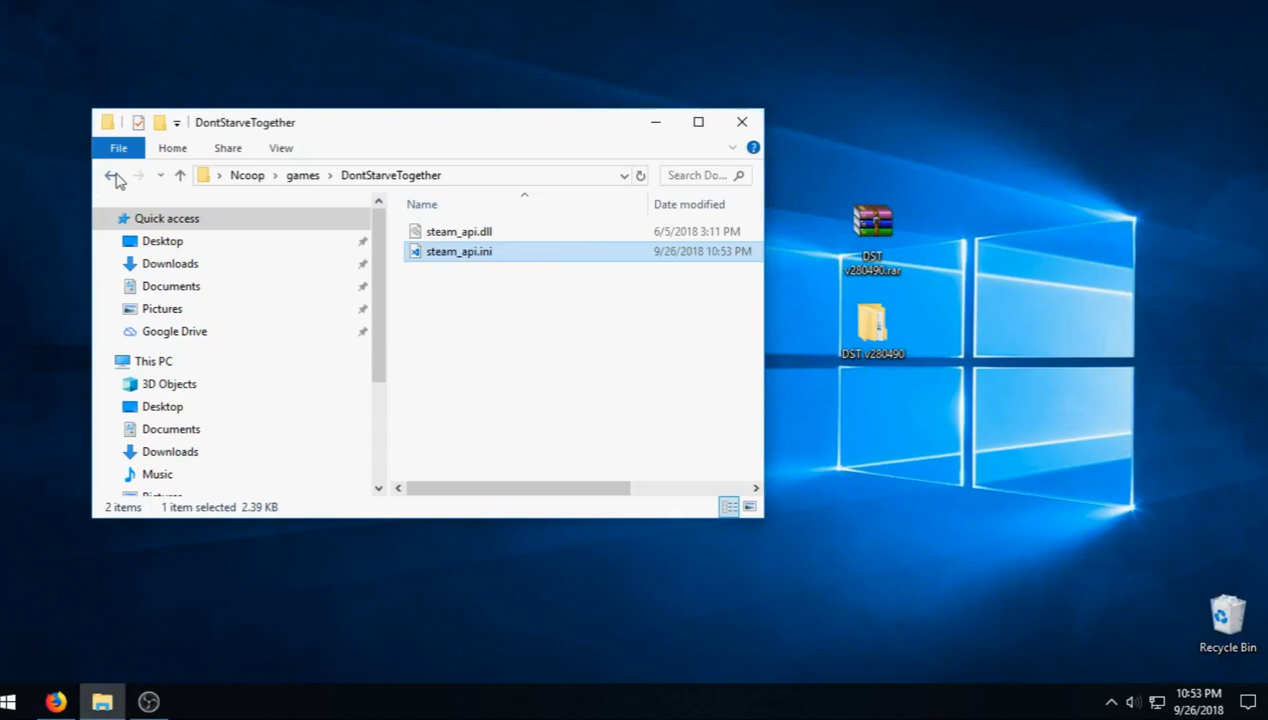 DontStarveTogether
File Home Share View
Ncoop games DontStarveTogether
Search Do...
Quick access
Desktop
Downloads
Documents
Pictures
Google Drive
This PC
3D Objects
Desktop
Documents
Downloads
Music
Pictures
Name Date modified
steam_api.dll 6/5/2018 3:11 PM
steam_api.ini 9/26/2018 10:53 PM
2 items 1 item selected 2.39 KB
DST
v280490.rar
DST v280490
Recycle Bin
10:53 PM
9/26/2018